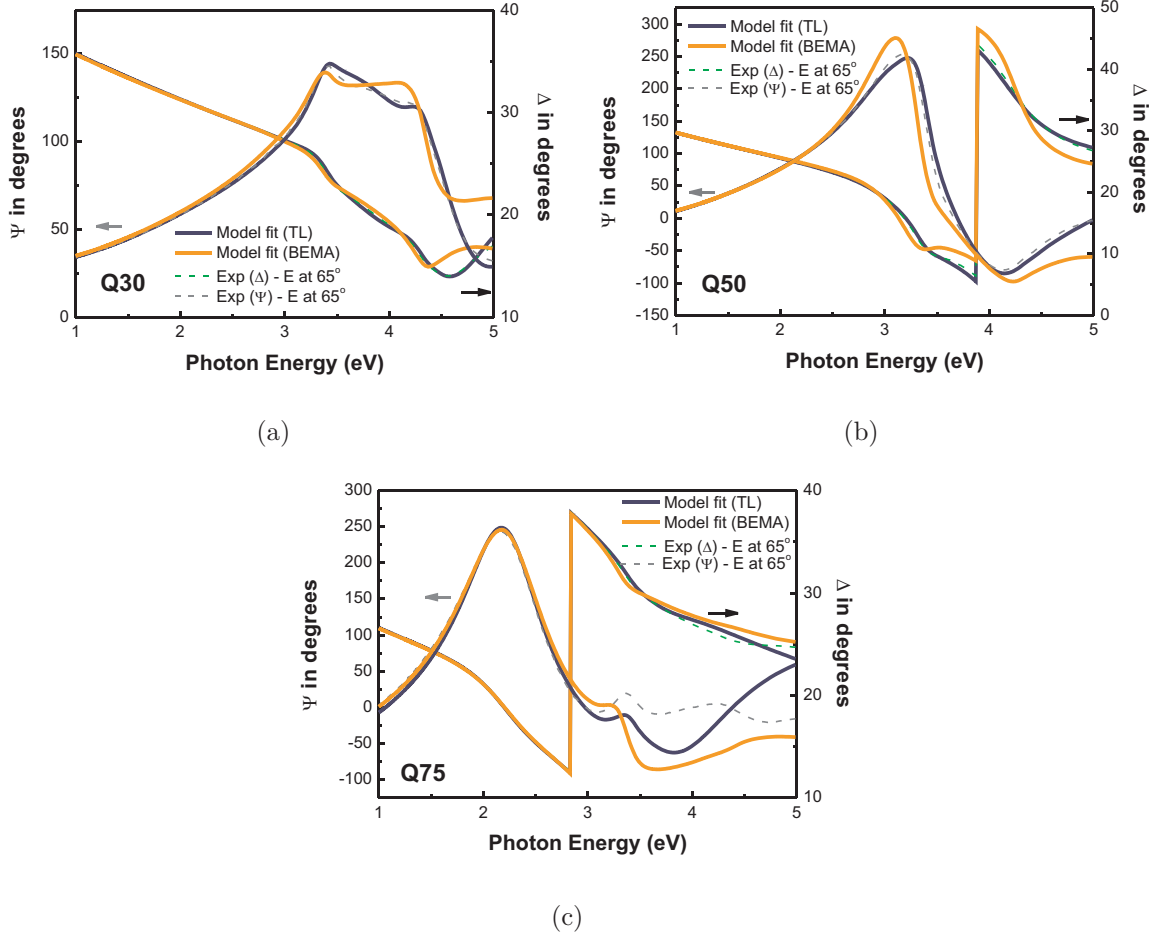 40
150
100
50
0
Ψ in degrees
Model fit (TL)
Model fit (BEMA)
Exp (Δ) - E at 65°
Exp (Ψ) - E at 65°
Q30
30
20
10
Δ in degrees
1 2 3 4 5
Photon Energy (eV)
(a)
300
250
200
150
100
50
0
-50
-100
-150
Ψ in degrees
Model fit (TL)
Model fit (BEMA)
Exp (Δ) - E at 65°
Exp (Ψ) - E at 65°
Q50
50
40
30
20
10
0
Δ in degrees
1 2 3 4 5
Photon Energy (eV)
(b)
300
250
200
150
100
50
0
-50
-100
Ψ in degrees
Model fit (TL)
Model fit (BEMA)
Exp (Δ) - E at 65°
Exp (Ψ) - E at 65°
Q75
40
30
20
10
Δ in degrees
1 2 3 4 5
Photon Energy (eV)
(c)